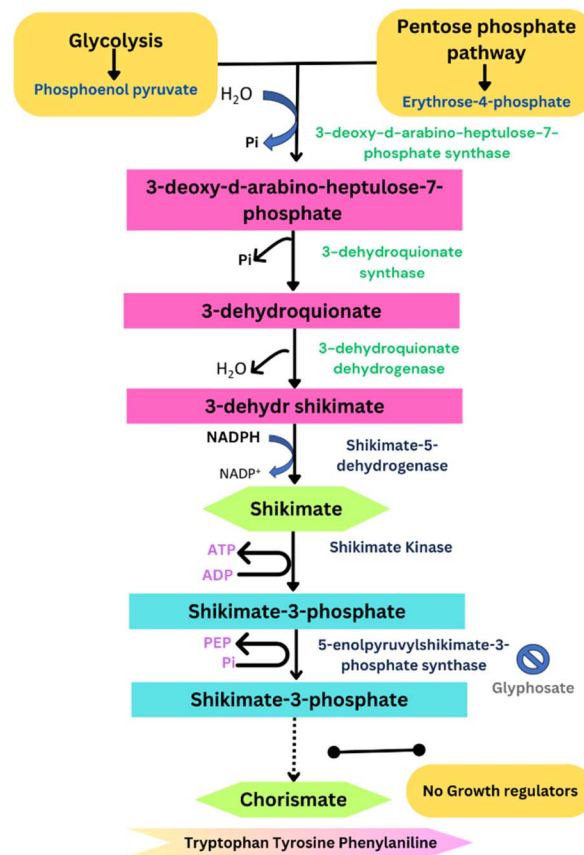 Glycolysis
Phosphoenol pyruvate
Pentose phosphate
pathway
Erythrose-4-phosphate
H₂O
Pi
3-deoxy-d-arabino-heptulose-7-
phosphate synthase
3-deoxy-d-arabino-heptulose-7-
phosphate
Pi
3-dehydroquionate
synthase
3-dehydroquionate
H₂O
3-dehydroquionate
dehydrogenase
3-dehydr shikimate
NADPH
NADP⁺
Shikimate-5-
dehydrogenase
Shikimate
ATP
ADP
Shikimate Kinase
Shikimate-3-phosphate
PEP
Pi
5-enolpyruvylshikimate-3-
phosphate synthase
Glyphosate
Shikimate-3-phosphate
Chorismate
No Growth regulators
Tryptophan Tyrosine Phenylaniline